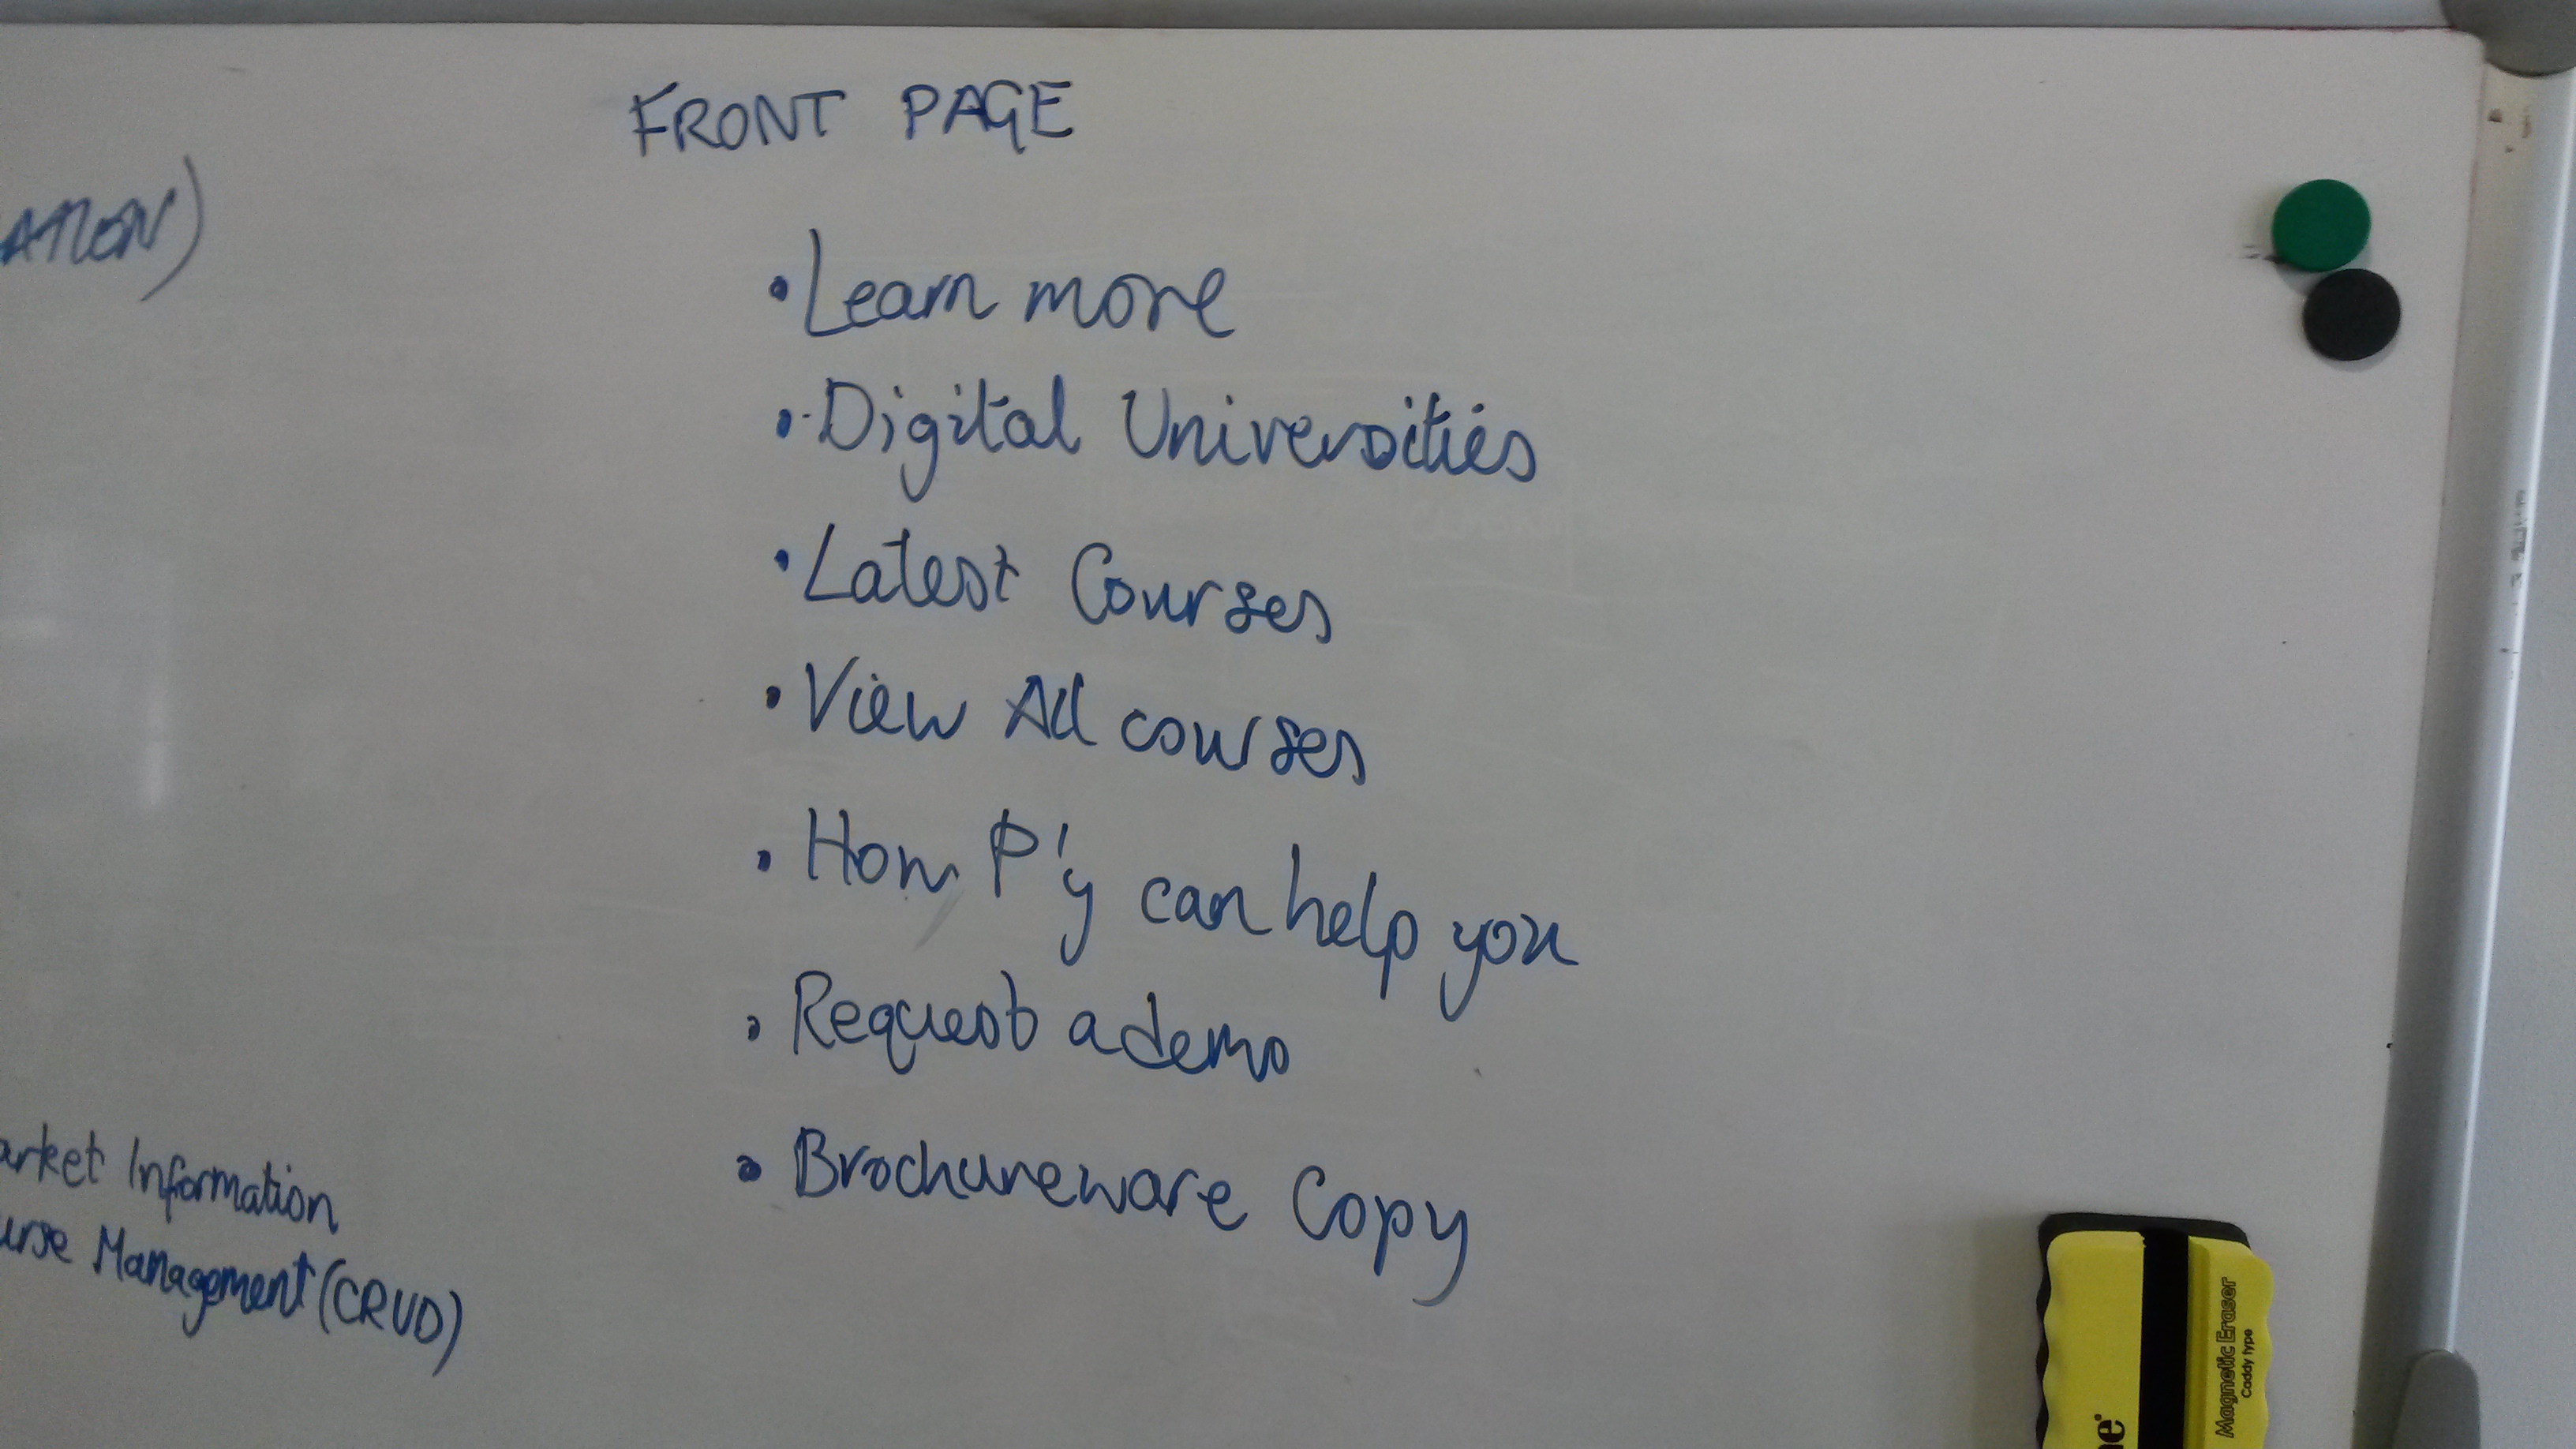 FRONT PAGE
ATION)
• Learn more
• Digital Universities
• Latest Courses
• View All courses
• How P'y can help you
• Request a demo
• Brochureware Copy
arket Information
urse Management (CRUD)
Magnetic Eraser
Caddy type